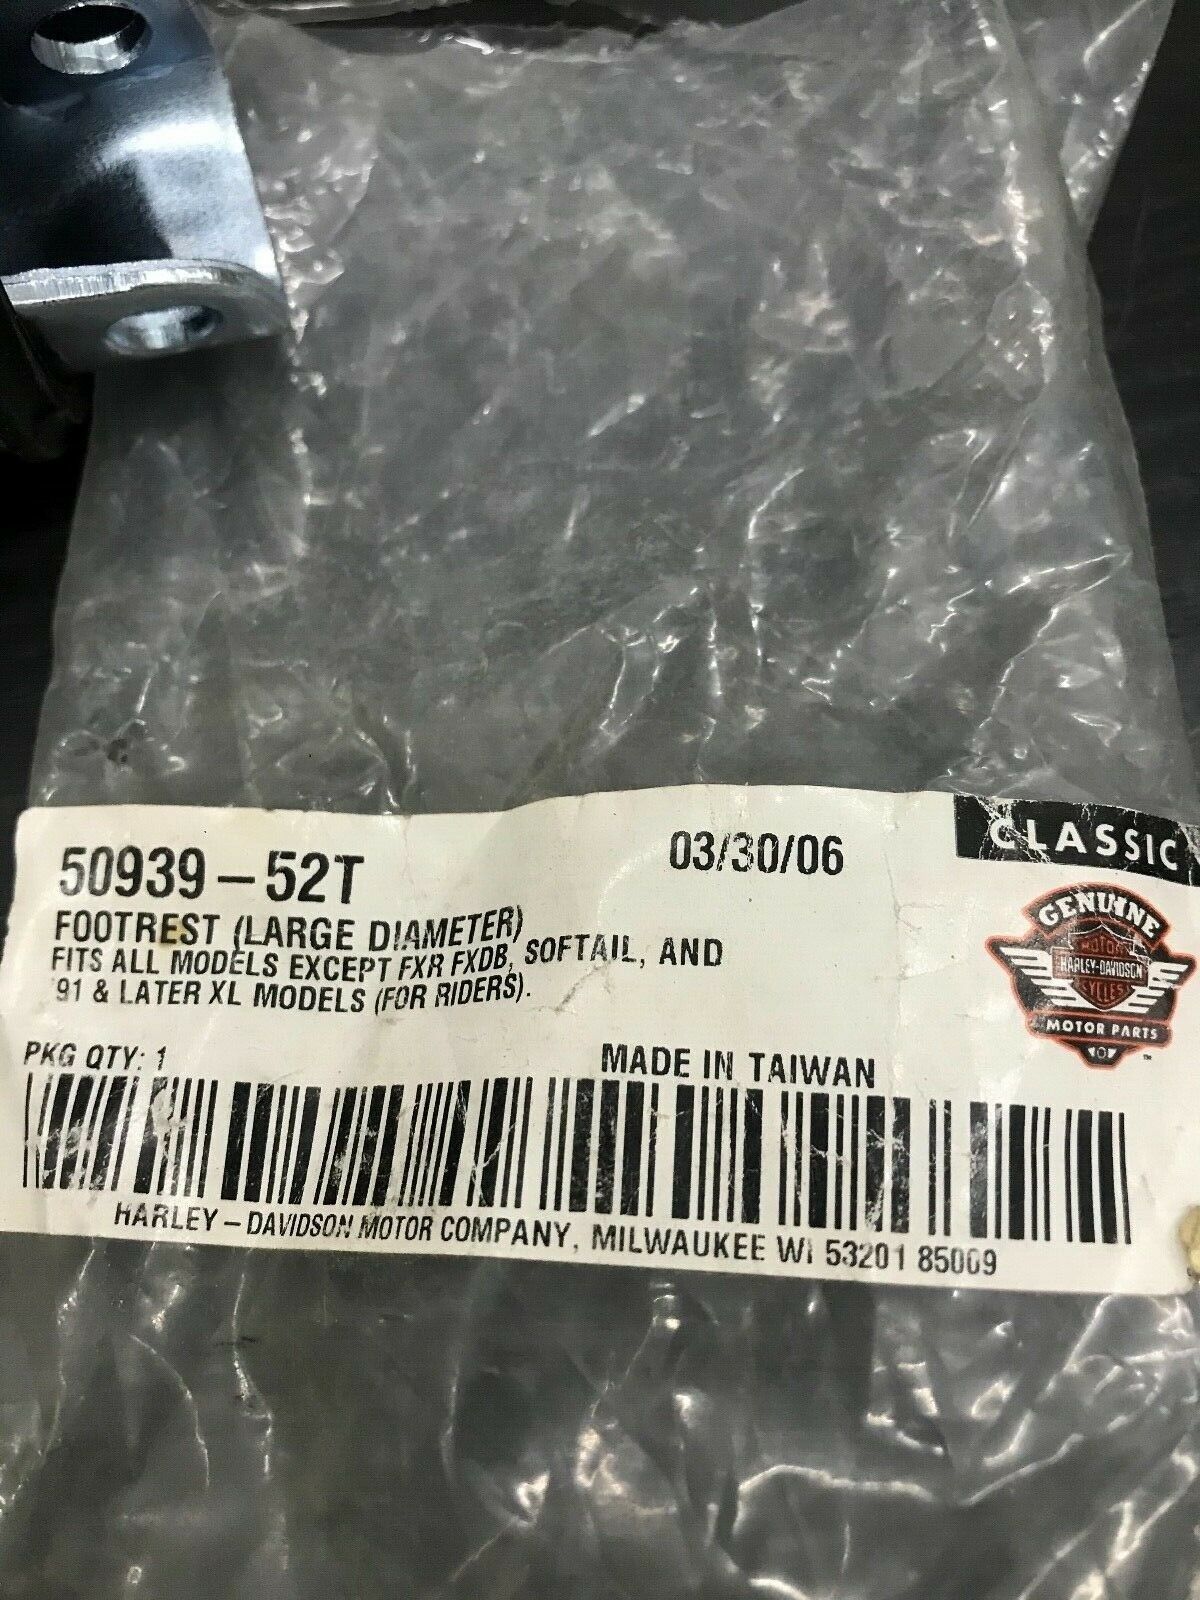 50939-52T
03/30/06
CLASSIC
FOOTREST (LARGE DIAMETER)
FITS ALL MODELS EXCEPT FXR FXDB, SOFTAIL, AND
'91 & LATER XL MODELS (FOR RIDERS).
GENUINE
MOTOR
HARLEY-DAVIDSON
CYCLES
MOTOR PARTS
TM
PKG QTY: 1
MADE IN TAIWAN
HARLEY - DAVIDSON MOTOR COMPANY, MILWAUKEE WI 53201 85009